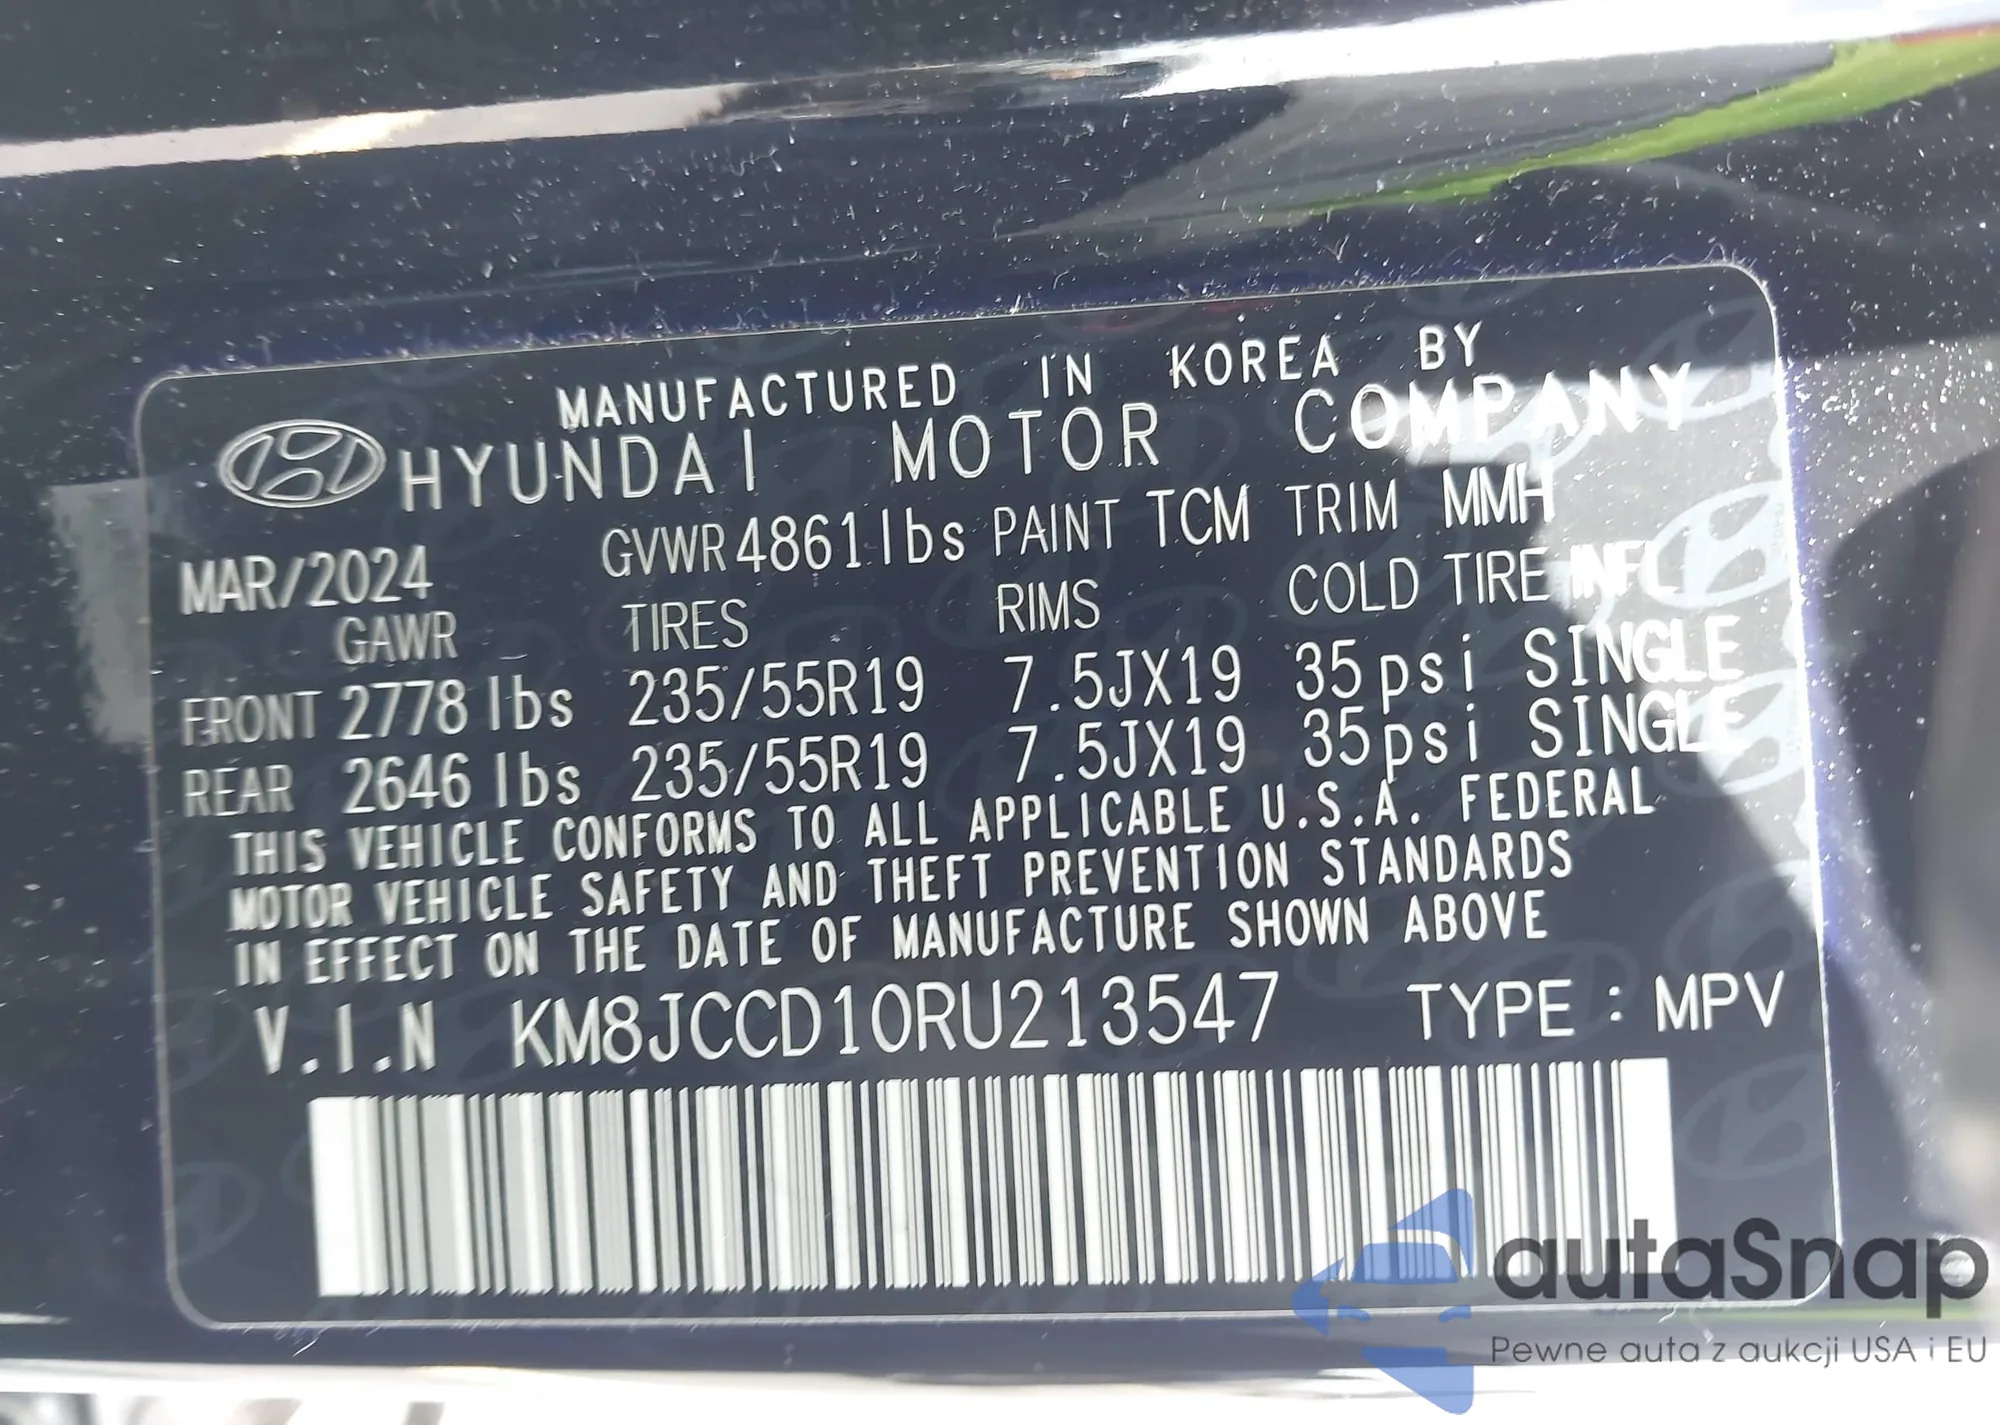 MANUFACTURED IN KOREA BY
HYUNDAI MOTOR COMPANY
MAR/2024 GVWR 4861 lbs PAINT TCM TRIM MMH
GAWR TIRES RIMS COLD TIRE INFL
FRONT 2778 lbs 235/55R19 7.5JX19 35psi SINGLE
REAR 2646 lbs 235/55R19 7.5JX19 35psi SINGLE
THIS VEHICLE CONFORMS TO ALL APPLICABLE U.S.A. FEDERAL
MOTOR VEHICLE SAFETY AND THEFT PREVENTION STANDARDS
IN EFFECT ON THE DATE OF MANUFACTURE SHOWN ABOVE
V.I.N KM8JCCD10RU213547 TYPE : MPV
autaSnap
Pewne auta z aukcji USA i EU